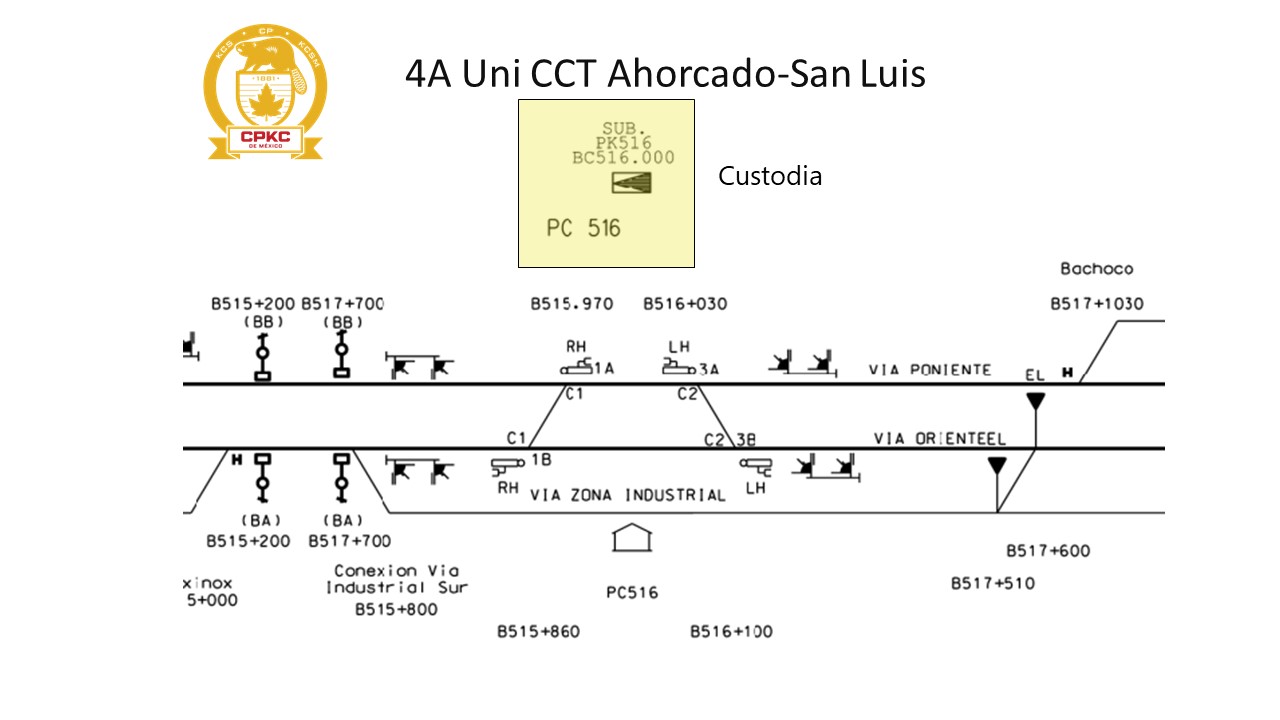 KCS • CP • KCSM
1881
CPKC
DE MÉXICO
4A Uni CCT Ahorcado-San Luis
SUB.
PK516
BC516.000
PC 516
Custodia
Bachoco
B515+200 B517+700 B515.970 B516+030 B517+1030
(BB) (BB)
RH LH
1A 3A VIA PONIENTE EL H
C1 C2
C1 C2 3B VIA ORIENTEEL
H 1B
RH VIA ZONA INDUSTRIAL LH
(BA) (BA)
B515+200 B517+700
B517+600
Conexion Via
Industrial Sur
xinox
5+000
B515+800
PC516
B517+510
B515+860 B516+100